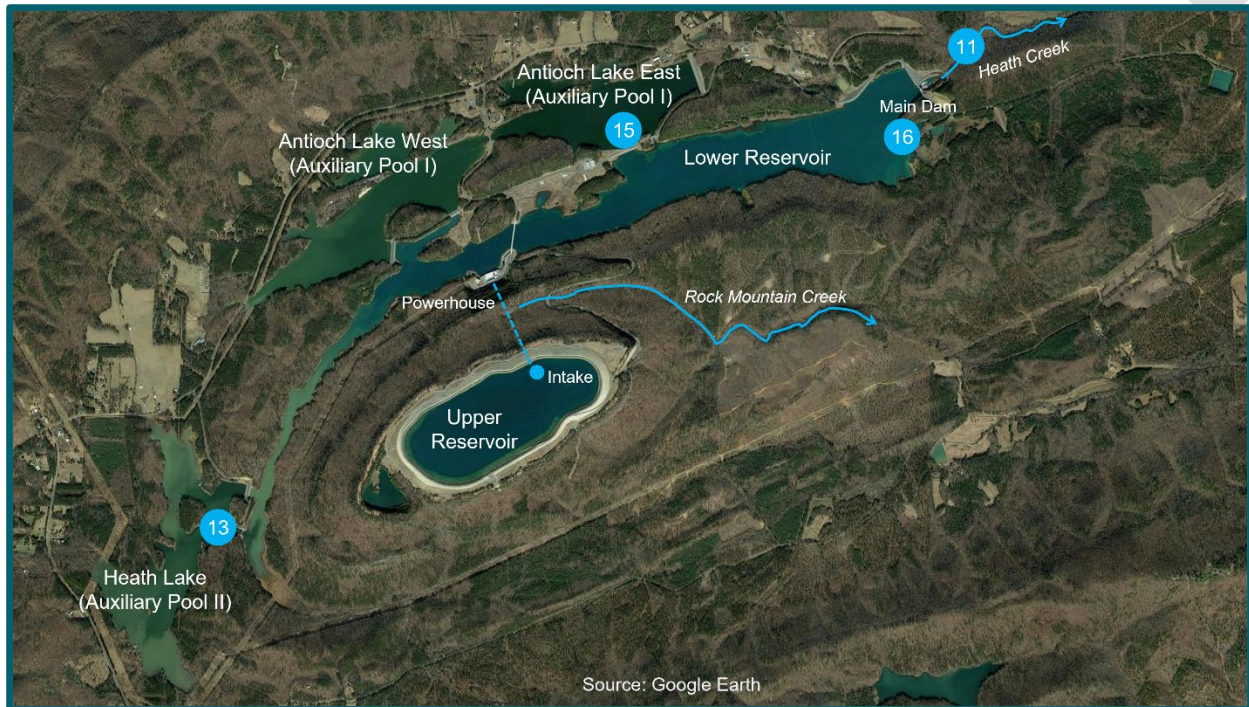 11
Heath Creek
Antioch Lake East
(Auxiliary Pool I)
15
Main Dam
16
Antioch Lake West
(Auxiliary Pool I)
Lower Reservoir
Powerhouse
Rock Mountain Creek
Intake
Upper
Reservoir
13
Heath Lake
(Auxiliary Pool II)
Source: Google Earth